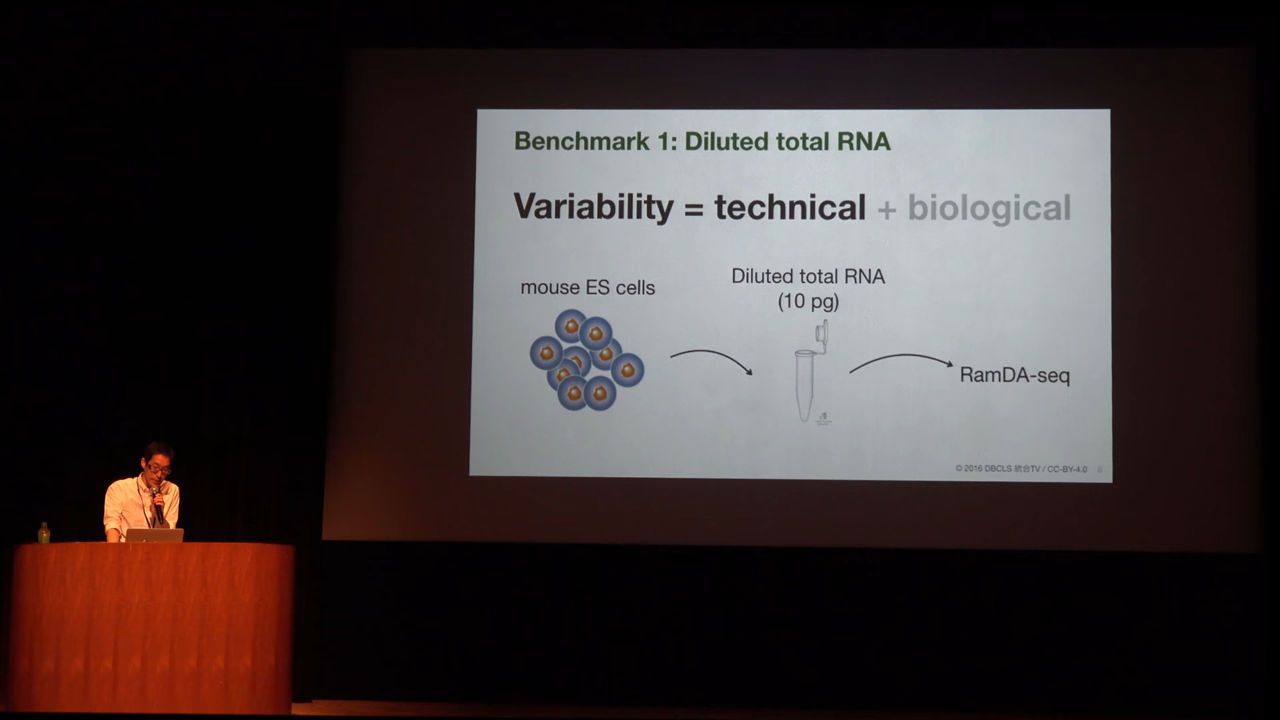 Benchmark 1: Diluted total RNA
Variability = technical + biological
mouse ES cells
Diluted total RNA
(10 pg)
RamDA-seq
© 2016 DBCLS 統合TV / CC-BY-4.0